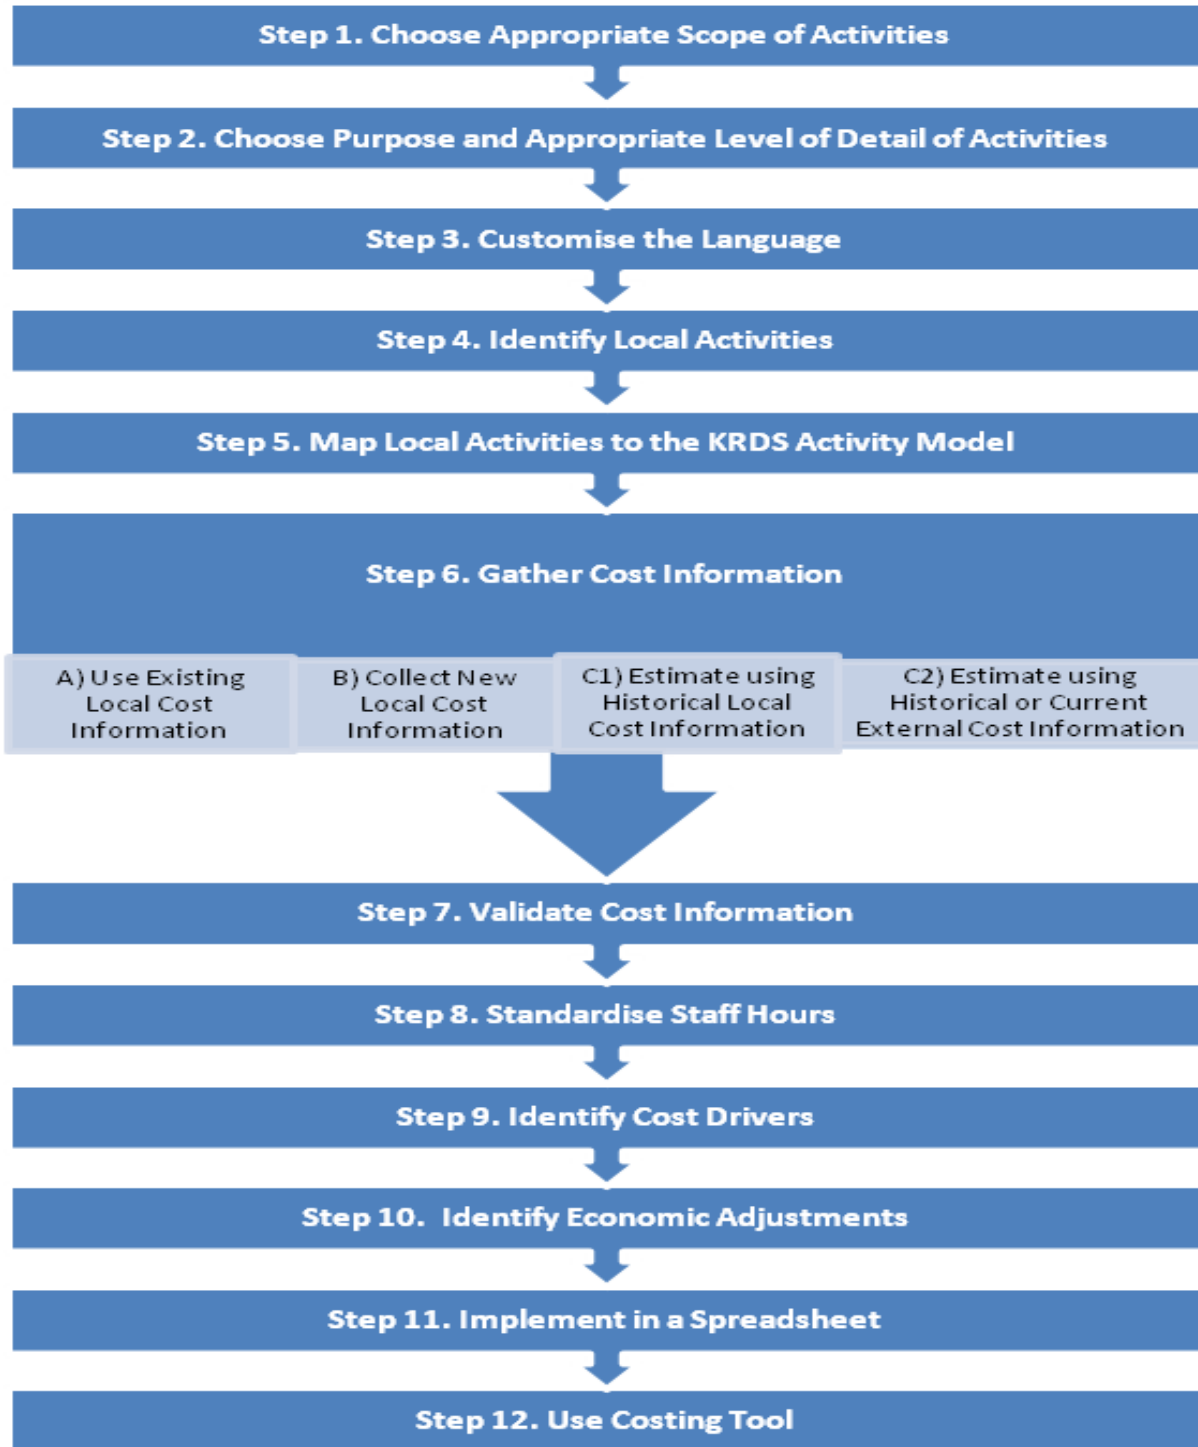 Step 1. Choose Appropriate Scope of Activities
Step 2. Choose Purpose and Appropriate Level of Detail of Activities
Step 3. Customise the Language
Step 4. Identify Local Activities
Step 5. Map Local Activities to the KRDS Activity Model
Step 6. Gather Cost Information
A) Use Existing
Local Cost
Information
B) Collect New
Local Cost
Information
C1) Estimate using
Historical Local
Cost Information
C2) Estimate using
Historical or Current
External Cost Information
Step 7. Validate Cost Information
Step 8. Standardise Staff Hours
Step 9. Identify Cost Drivers
Step 10. Identify Economic Adjustments
Step 11. Implement in a Spreadsheet
Step 12. Use Costing Tool